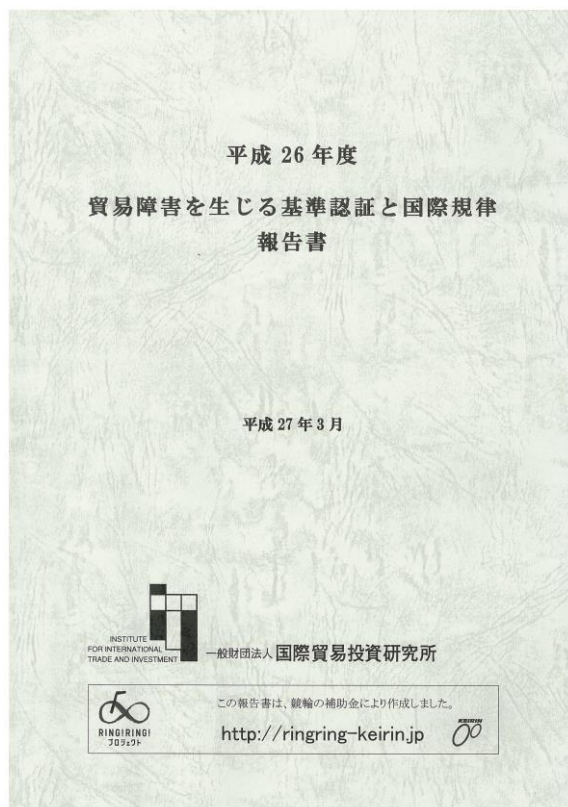 平成 26 年度
貿易障害を生じる基準認証と国際規律
報告書
平成 27 年 3 月
INSTITUTE
FOR INTERNATIONAL
TRADE AND INVESTMENT
一般財団法人 国際貿易投資研究所
この報告書は、競輪の補助金により作成しました。
RING!RING!
プロジェクト
http://ringring-keirin.jp
KEIRIN